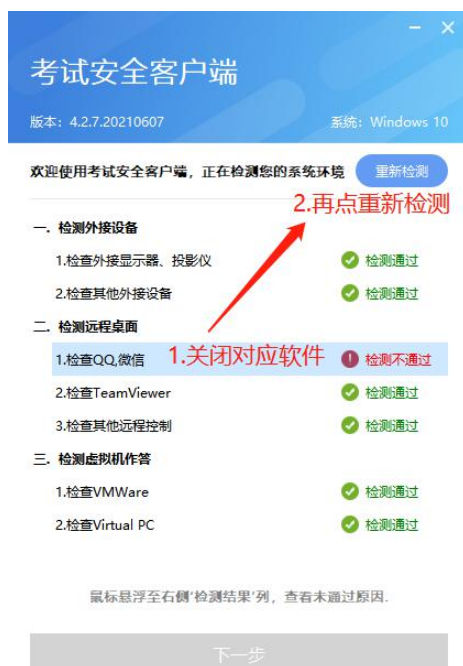 考试安全客户端
版本：4.2.7.20210607 系统：Windows 10
欢迎使用考试安全客户端，正在检测您的系统环境 重新检测
2.再点重新检测
一. 检测外接设备
1.检查外接显示器、投影仪 检测通过
2.检查其他外接设备 检测通过
二. 检测远程桌面
1.检查QQ,微信 1.关闭对应软件 检测不通过
2.检查TeamViewer 检测通过
3.检查其他远程控制 检测通过
三. 检测虚拟机作答
1.检查VMWare 检测通过
2.检查Virtual PC 检测通过
鼠标悬浮至右侧'检测结果'列，查看未通过原因.
下一步